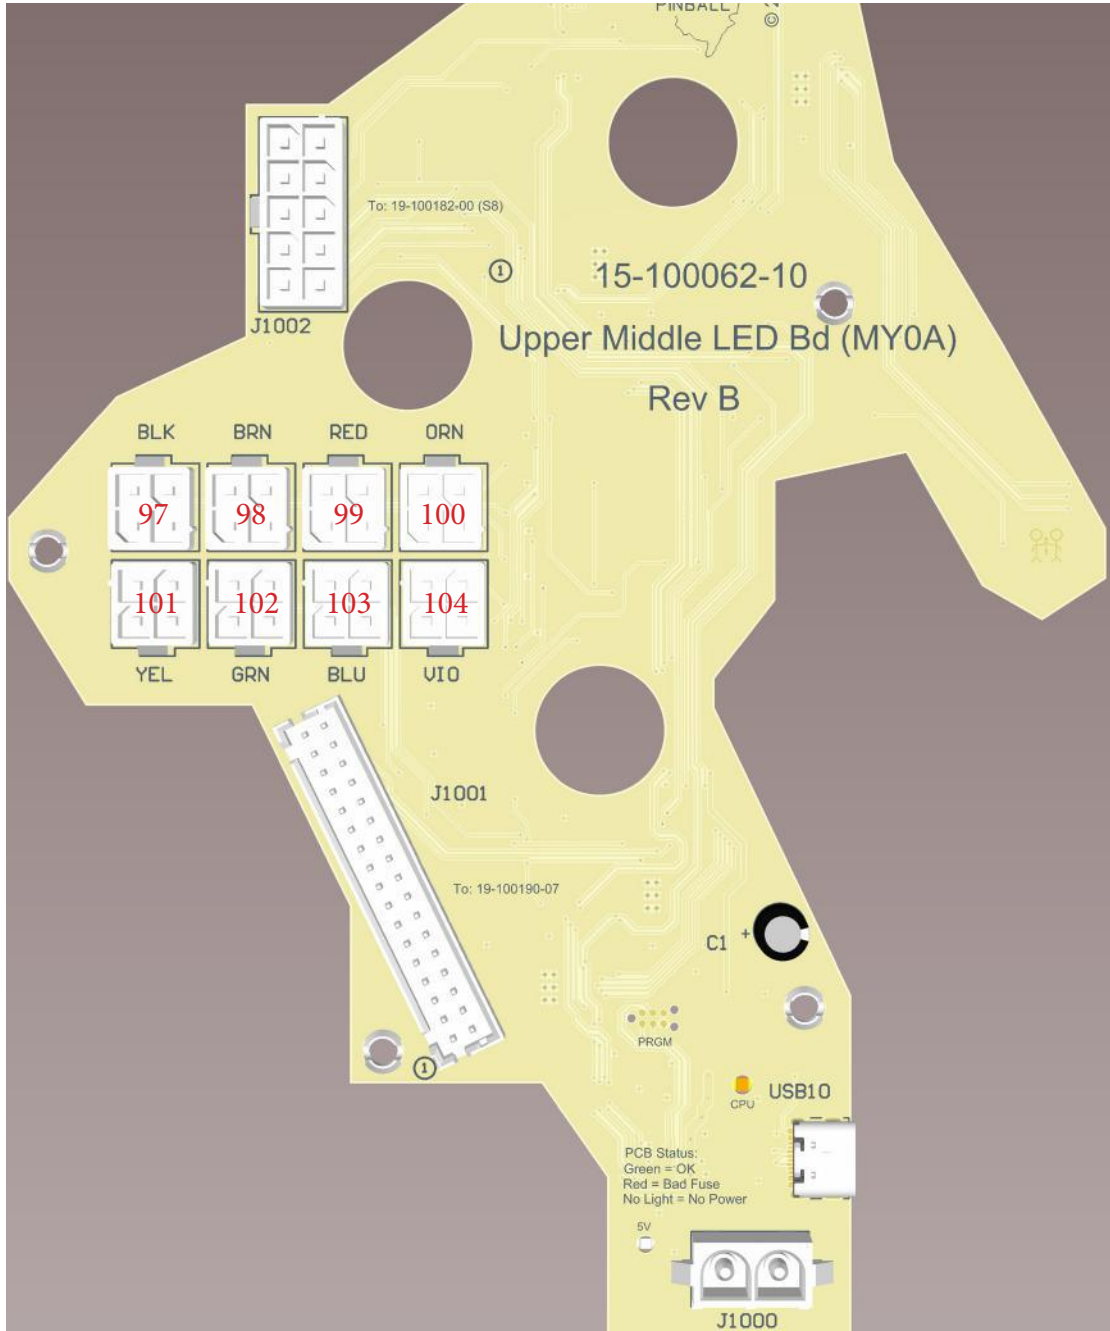 PINBALL
To: 19-100182-00 (S8)
1
15-100062-10
J1002
Upper Middle LED Bd (MY0A)
Rev B
BLK BRN RED ORN
97 98 99 100
101 102 103 104
YEL GRN BLU VIO
J1001
To: 19-100190-07
C1 +
PRGM
1
CPU
USB10
PCB Status:
Green = OK
Red = Bad Fuse
No Light = No Power
5V
J1000